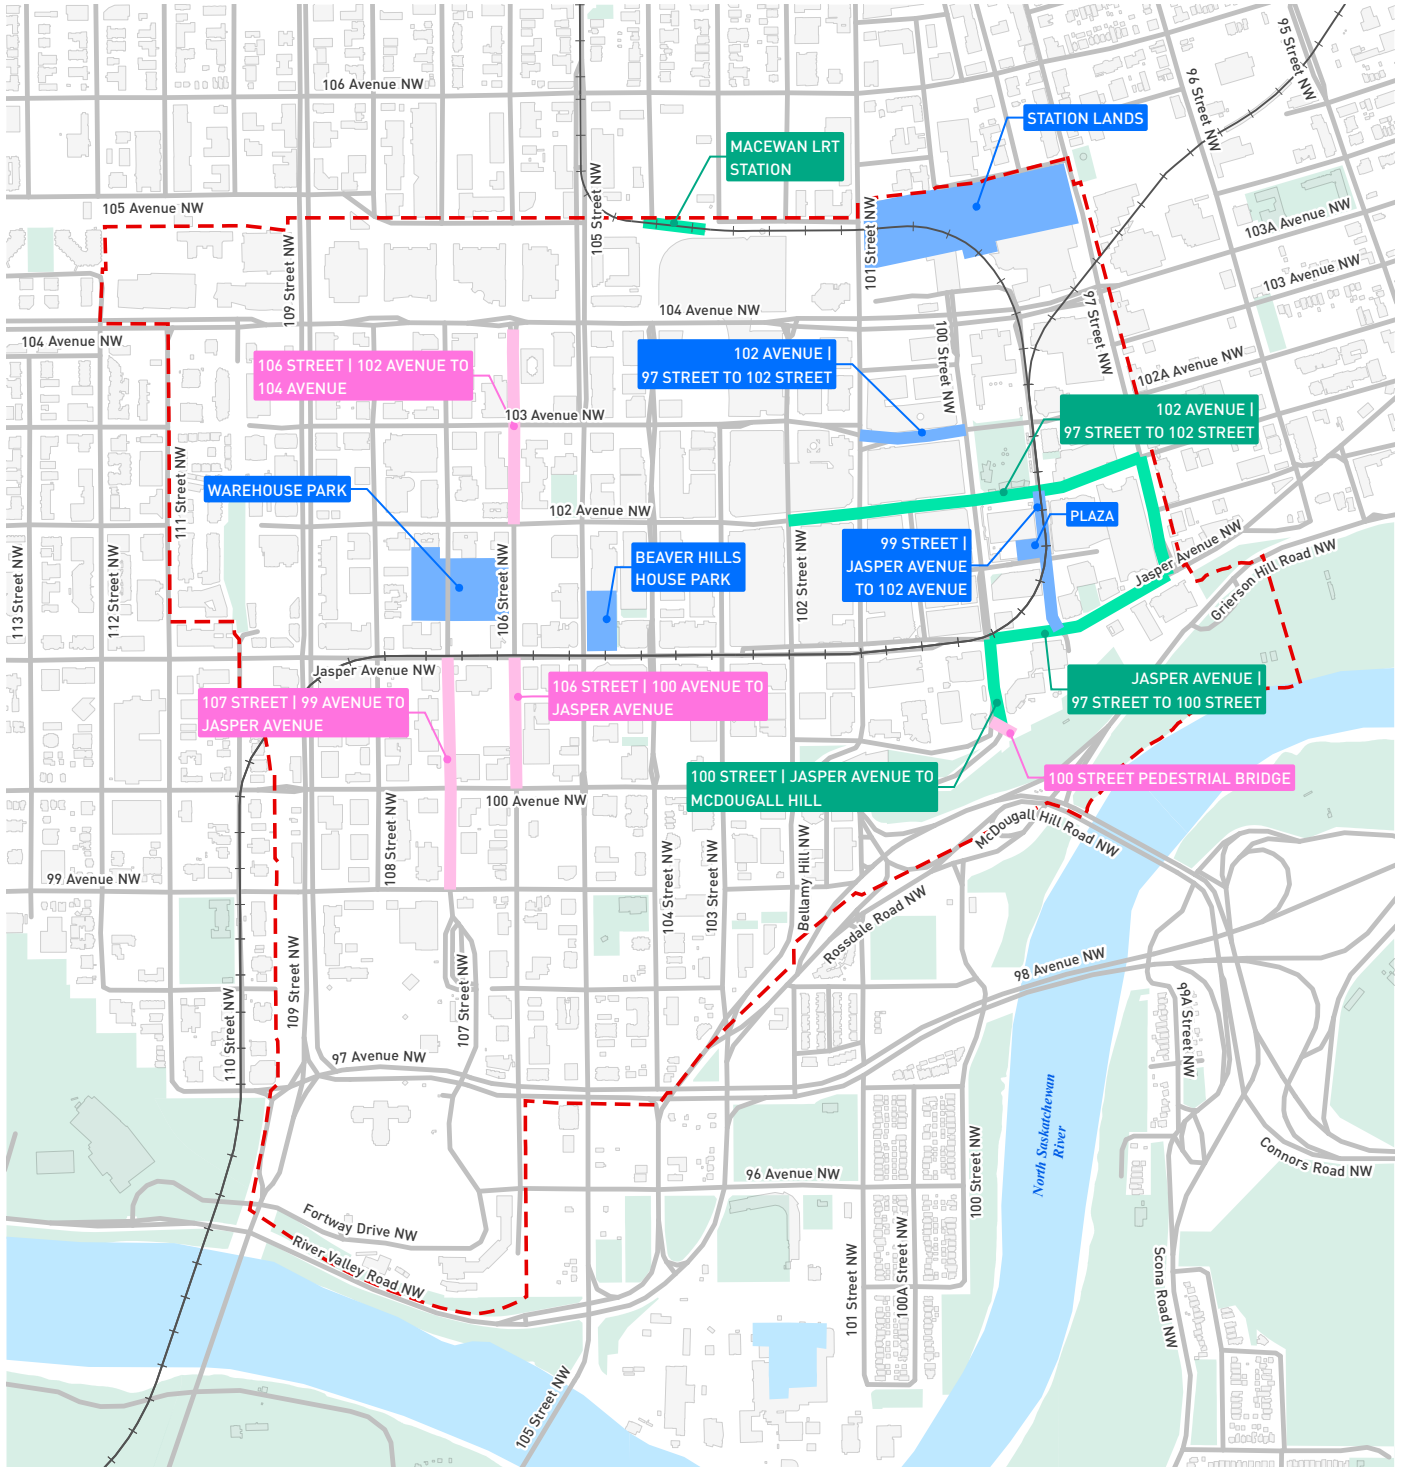 106 Avenue NW
95 Street NW
96 Street NW
STATION LANDS
MACEWAN LRT
STATION
105 Avenue NW
105 Street NW
101 Street NW
103A Avenue NW
103 Avenue NW
109 Street NW
104 Avenue NW
104 Avenue NW
97 Street NW
100 Street NW
102A Avenue NW
106 STREET | 102 AVENUE TO
104 AVENUE
102 AVENUE |
97 STREET TO 102 STREET
103 Avenue NW
102 AVENUE |
97 STREET TO 102 STREET
111 Street NW
WAREHOUSE PARK
102 Avenue NW
PLAZA
99 STREET |
JASPER AVENUE
TO 102 AVENUE
BEAVER HILLS
HOUSE PARK
Jasper Avenue NW
Grierson Hill Road NW
113 Street NW
112 Street NW
106 Street NW
102 Street NW
Jasper Avenue NW
107 STREET | 99 AVENUE TO
JASPER AVENUE
106 STREET | 100 AVENUE TO
JASPER AVENUE
JASPER AVENUE |
97 STREET TO 100 STREET
100 STREET | JASPER AVENUE TO
MCDOUGALL HILL
100 STREET PEDESTRIAL BRIDGE
100 Avenue NW
McDougall Hill Road NW
108 Street NW
99 Avenue NW
104 Street NW
103 Street NW
Bellamy Hill NW
Rossdale Road NW
109 Street NW
107 Street NW
98 Avenue NW
99A Street NW
110 Street NW
97 Avenue NW
North Saskatchewan
River
96 Avenue NW
Connors Road NW
100 Street NW
Fortway Drive NW
River Valley Road NW
101 Street NW
100A Street NW
Scona Road NW
105 Street NW